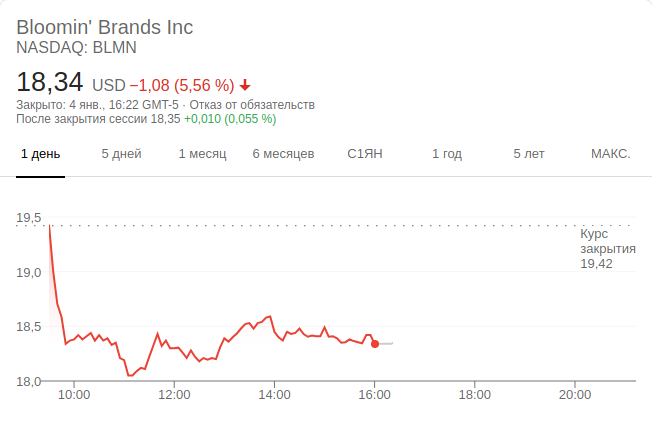 Bloomin' Brands Inc
NASDAQ: BLMN
18,34 USD −1,08 (5,56 %)
Закрыто: 4 янв., 16:22 GMT-5 · Отказ от обязательств
После закрытия сессии 18,35 +0,010 (0,055 %)
1 день 5 дней 1 месяц 6 месяцев С1ЯН 1 год 5 лет МАКС.
19,5
Курс
закрытия
19,42
19,0
18,5
18,0
10:00 12:00 14:00 16:00 18:00 20:00